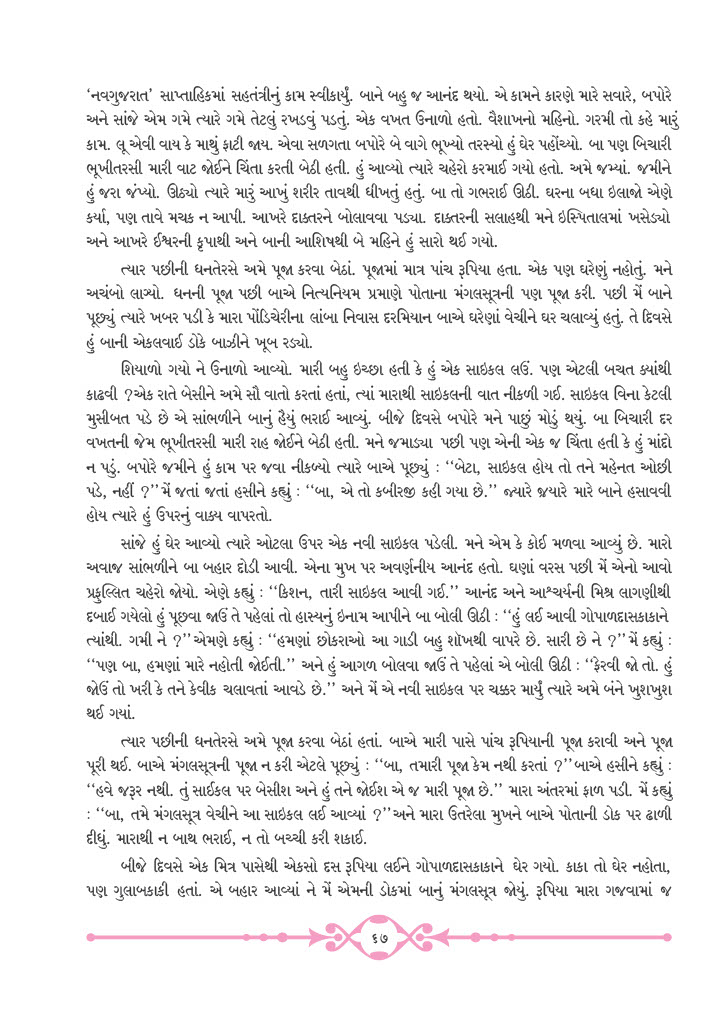 ‘નવગુજરાત’ સાપ્તાહિકમાં સહતંત્રીનું કામ સ્વીકાર્યું. બાને બહુ જ આનંદ થયો. એ કામને કારણે મારે સવારે, બપોરે
અને સાંજે એમ ગમે ત્યારે ગમે તેટલું રખડવું પડતું. એક વખત ઉનાળો હતો. વૈશાખનો મહિનો. ગરમી તો કહે મારું
કામ. લૂ એવી વાય કે માથું ફાટી જાય. એવા સળગતા બપોરે બે વાગે ભૂખ્યો તરસ્યો હું ઘેર પહોંચ્યો. બા પણ બિચારી
ભૂખીતરસી મારી વાટ જોઈને ચિંતા કરતી બેઠી હતી. હું આવ્યો ત્યારે ચહેરો કરમાઈ ગયો હતો. અમે જમ્યાં. જમીને
હું જરા જંપ્યો. ઊઠ્યો ત્યારે મારું આખું શરીર તાવથી ધીખતું હતું. બા તો ગભરાઈ ઊઠી. ઘરના બધા ઇલાજો એણે
કર્યા, પણ તાવે મચક ન આપી. આખરે દાક્તરને બોલાવવા પડ્યા. દાક્તરની સલાહથી મને ઇસ્પિતાલમાં ખસેડ્યો
અને આખરે ઈશ્વરની કૃપાથી અને બાની આશિષથી બે મહિને હું સારો થઈ ગયો.
ત્યાર પછીની ધનતેરસે અમે પૂજા કરવા બેઠાં. પૂજામાં માત્ર પાંચ રૂપિયા હતા. એક પણ ઘરેણું નહોતું. મને
અચંબો લાગ્યો. ધનની પૂજા પછી બાએ નિત્યનિયમ પ્રમાણે પોતાના મંગલસૂત્રની પણ પૂજા કરી. પછી મેં બાને
પૂછ્યું ત્યારે ખબર પડી કે મારા પોંડિચેરીના લાંબા નિવાસ દરમિયાન બાએ ઘરેણાં વેચીને ઘર ચલાવ્યું હતું. તે દિવસે
હું બાની એકલવાઈ ડોકે બાઝીને ખૂબ રડ્યો.
શિયાળો ગયો ને ઉનાળો આવ્યો. મારી બહુ ઇચ્છા હતી કે હું એક સાઇકલ લઉં. પણ એટલી બચત ક્યાંથી
કાઢવી ?એક રાતે બેસીને અમે સૌ વાતો કરતાં હતાં, ત્યાં મારાથી સાઇકલની વાત નીકળી ગઈ. સાઇકલ વિના કેટલી
મુસીબત પડે છે એ સાંભળીને બાનું હૈયું ભરાઈ આવ્યું. બીજે દિવસે બપોરે મને પાછું મોડું થયું. બા બિચારી દર
વખતની જેમ ભૂખીતરસી મારી રાહ જોઈને બેઠી હતી. મને જમાડ્યા પછી પણ એની એક જ ચિંતા હતી કે હું માંદો
ન પડું. બપોરે જમીને હું કામ પર જવા નીકળ્યો ત્યારે બાએ પૂછ્યું : ‘‘બેટા, સાઇકલ હોય તો તને મહેનત ઓછી
પડે, નહીં ?’’ મેં જતાં જતાં હસીને કહ્યું : ‘‘બા, એ તો કબીરજી કહી ગયા છે.’’ જ્યારે જ્યારે મારે બાને હસાવવી
હોય ત્યારે હું ઉપરનું વાક્ય વાપરતો.
સાંજે હું ઘેર આવ્યો ત્યારે ઓટલા ઉપર એક નવી સાઇકલ પડેલી. મને એમ કે કોઈ મળવા આવ્યું છે. મારો
અવાજ સાંભળીને બા બહાર દોડી આવી. એના મુખ પર અવર્ણનીય આનંદ હતો. ઘણાં વરસ પછી મેં એનો આવો
પ્રફુલ્લિત ચહેરો જોયો. એણે કહ્યું : ‘‘કિશન, તારી સાઇકલ આવી ગઈ.’’ આનંદ અને આશ્ચર્યની મિશ્ર લાગણીથી
દબાઈ ગયેલો હું પૂછવા જાઉં તે પહેલાં તો હાસ્યનું ઇનામ આપીને બા બોલી ઊઠી : ‘‘હું લઈ આવી ગોપાળદાસકાકાને
ત્યાંથી. ગમી ને ?’’ એમણે કહ્યું : ‘‘હમણાં છોકરાઓ આ ગાડી બહુ શૉખથી વાપરે છે. સારી છે ને ?’’ મેં કહ્યું :
‘‘પણ બા, હમણાં મારે નહોતી જોઈતી.’’ અને હું આગળ બોલવા જાઉં તે પહેલાં એ બોલી ઊઠી : ‘‘ફેરવી જો તો. હું
જોઉં તો ખરી કે તને કેવીક ચલાવતાં આવડે છે.’’ અને મેં એ નવી સાઇકલ પર ચક્કર માર્યું ત્યારે અમે બંને ખુશખુશ
થઈ ગયાં.
ત્યાર પછીની ધનતેરસે અમે પૂજા કરવા બેઠાં હતાં. બાએ મારી પાસે પાંચ રૂપિયાની પૂજા કરાવી અને પૂજા
પૂરી થઈ. બાએ મંગલસૂત્રની પૂજા ન કરી એટલે પૂછ્યું : ‘‘બા, તમારી પૂજા કેમ નથી કરતાં ?’’ બાએ હસીને કહ્યું :
‘‘હવે જરૂર નથી. તું સાઈકલ પર બેસીશ અને હું તને જોઈશ એ જ મારી પૂજા છે.’’ મારા અંતરમાં ફાળ પડી. મેં કહ્યું
: ‘‘બા, તમે મંગલસૂત્ર વેચીને આ સાઇકલ લઈ આવ્યાં ?’’ અને મારા ઉતરેલા મુખને બાએ પોતાની ડોક પર ઢાળી
દીધું. મારાથી ન બાથ ભરાઈ, ન તો બચ્ચી કરી શકાઈ.
બીજે દિવસે એક મિત્ર પાસેથી એકસો દસ રૂપિયા લઈને ગોપાળદાસકાકાને ઘેર ગયો. કાકા તો ઘેર નહોતા,
પણ ગુલાબકાકી હતાં. એ બહાર આવ્યાં ને મેં એમની ડોકમાં બાનું મંગલસૂત્ર જોયું. રૂપિયા મારા ગજવામાં જ
૬૭